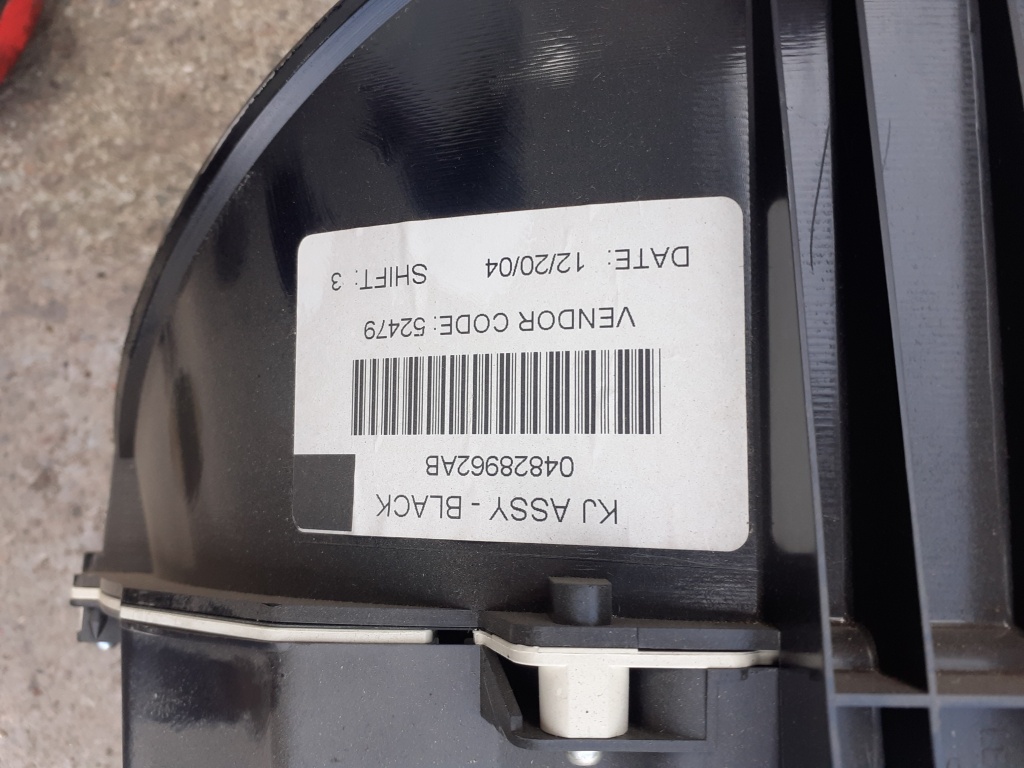 KJ ASSY - BLACK
04828962AB
VENDOR CODE: 52479
DATE: 12/20/04 SHIFT: 3